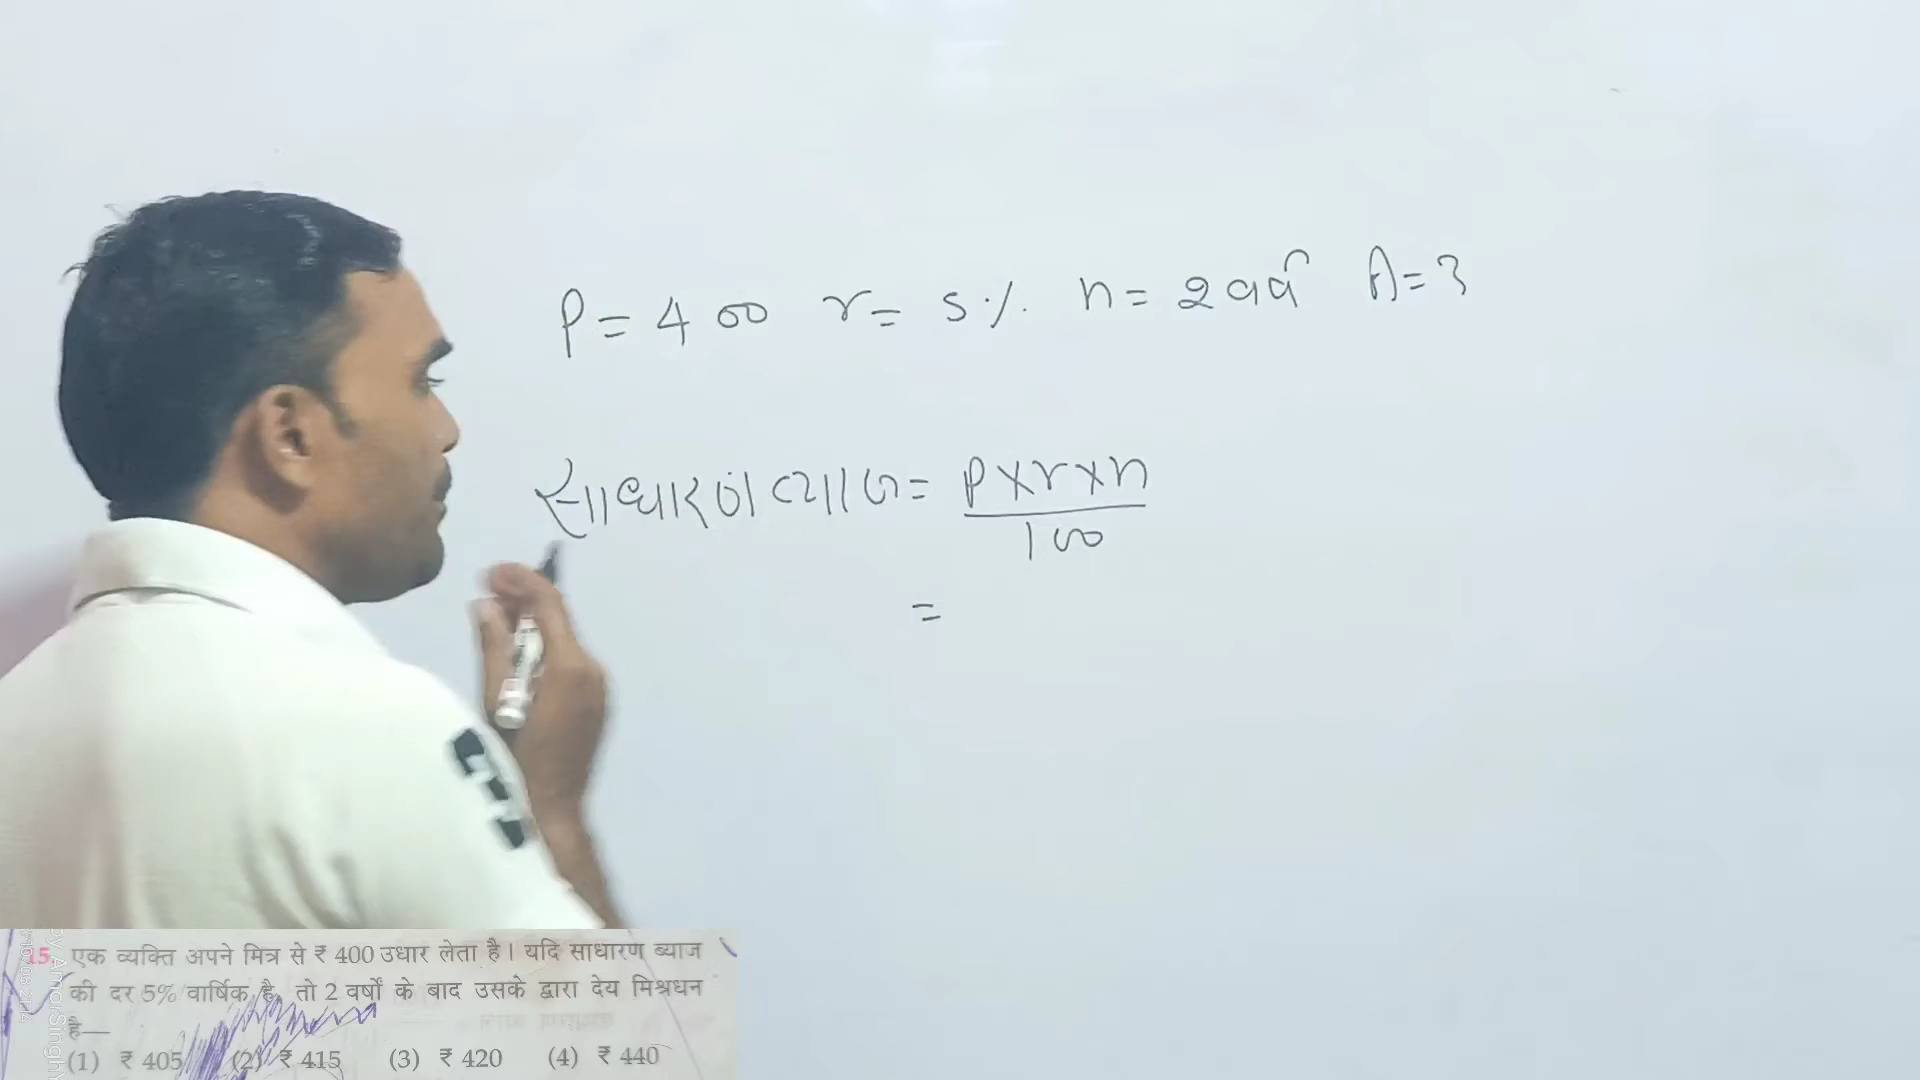 P = 400 r = 5% n = 2 वर्ष A = ?
साधारण ब्याज = P×r×n
100
=
15. एक व्यक्ति अपने मित्र से ₹ 400 उधार लेता है। यदि साधारण ब्याज
की दर 5% वार्षिक है, तो 2 वर्षों के बाद उसके द्वारा देय मिश्रधन
है—
(1) ₹ 405 (2) ₹ 415 (3) ₹ 420 (4) ₹ 440